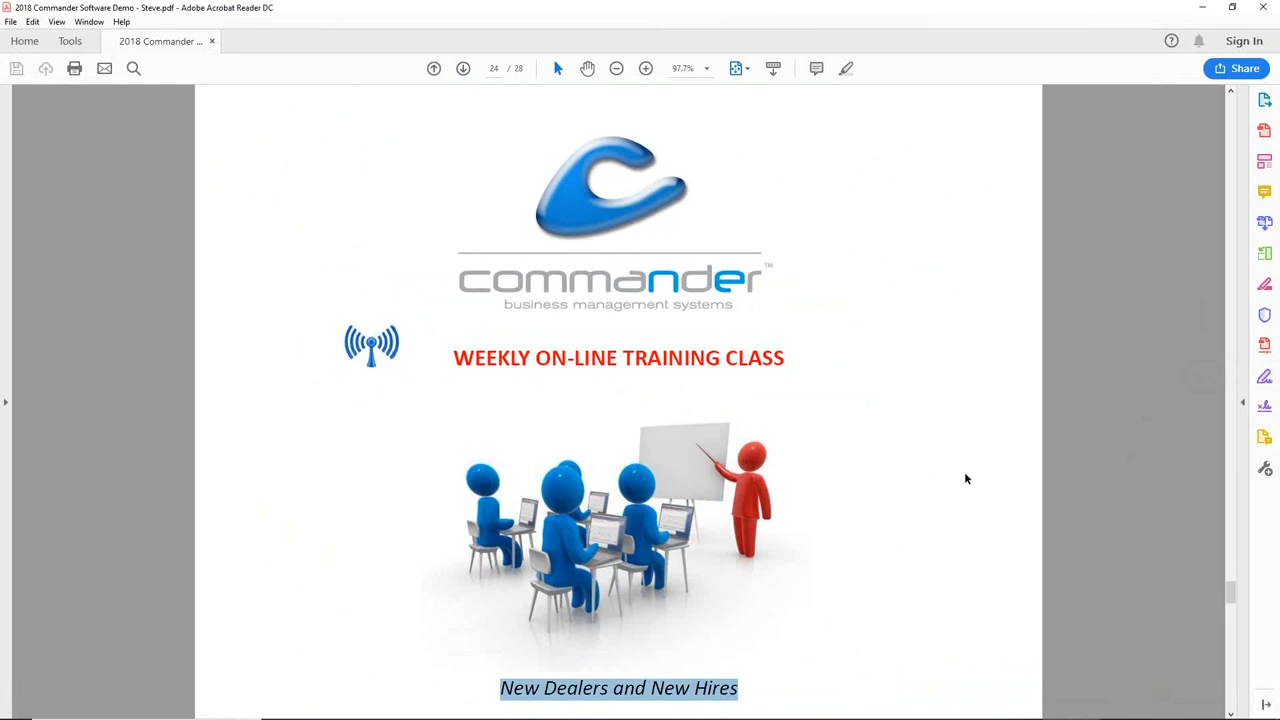 2018 Commander Software Demo - Steve.pdf - Adobe Acrobat Reader DC
File Edit View Window Help
Home Tools 2018 Commander ... × Sign In
24 / 28 97.7% Share
commander™
business management systems
WEEKLY ON-LINE TRAINING CLASS
New Dealers and New Hires